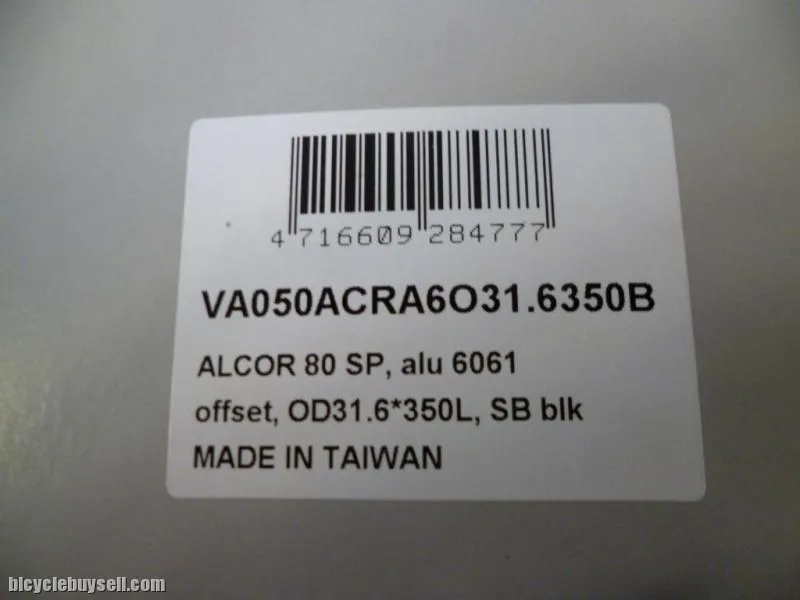 4 716609 284777
VA050ACRA6O31.6350B
ALCOR 80 SP, alu 6061
offset, OD31.6*350L, SB blk
MADE IN TAIWAN
bicyclebuysell.com